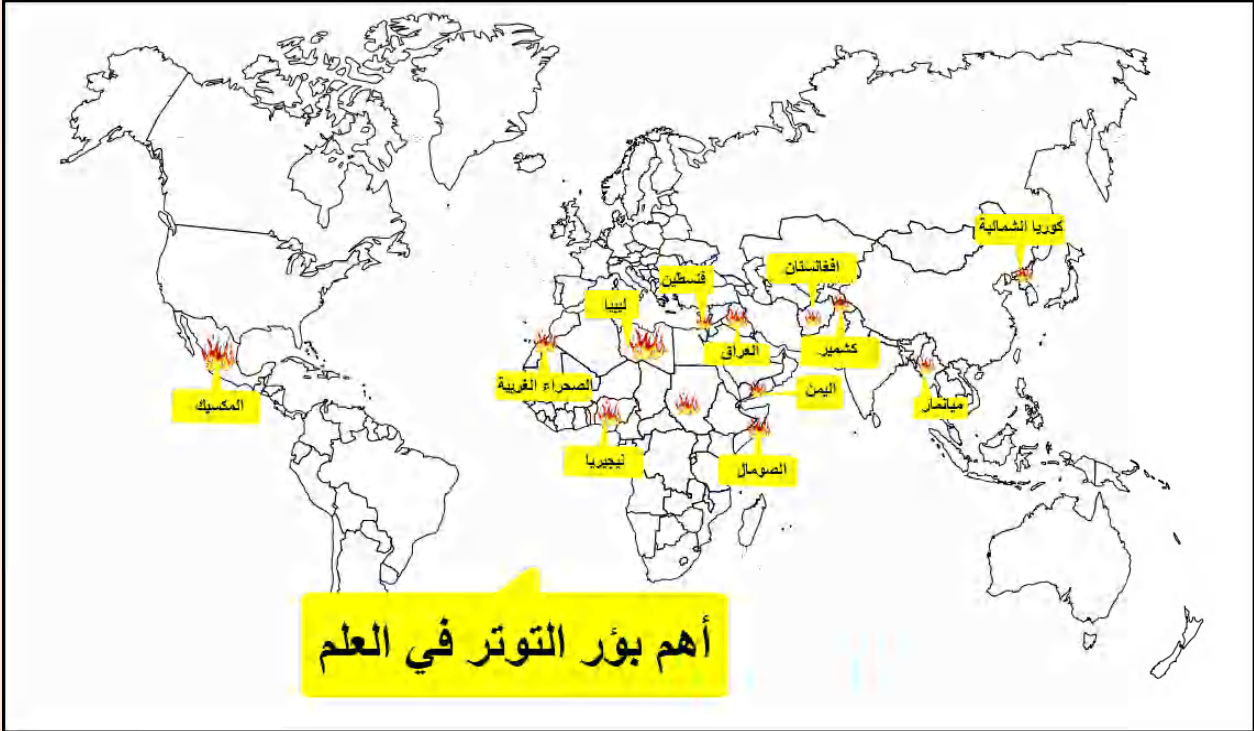 كوريا الشمالية
افغانستان
فلسطين
ليبيا
العراق
كشمير
الصحراء الغربية
اليمن
المكسيك
ميانمار
نيجيريا
الصومال
أهم بؤر التوتر في العلم